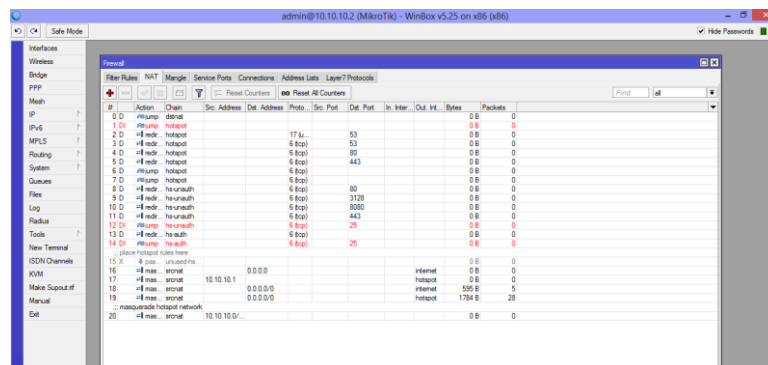 admin@10.10.10.2 (MikroTik) - WinBox v5.25 on x86 (x86)
Safe Mode
Hide Passwords
Interfaces
Wireless
Bridge
PPP
Mesh
IP
IPv6
MPLS
Routing
System
Queues
Files
Log
Radius
Tools
New Terminal
ISDN Channels
KVM
Make Supout.rif
Manual
Exit
Firewall
Filter Rules NAT Mangle Service Ports Connections Address Lists Layer7 Protocols
Reset Counters 00 Reset All Counters Find all
# Action Chain Src. Address Dst. Address Proto... Src. Port Dst. Port In. Inter... Out. Int... Bytes Packets
0 D jump dstnat 0 B 0
1 DI jump hotspot 0 B 0
2 D redir... hotspot 17 (u... 53 0 B 0
3 D redir... hotspot 6 (tcp) 53 0 B 0
4 D redir... hotspot 6 (tcp) 80 0 B 0
5 D redir... hotspot 6 (tcp) 443 0 B 0
6 D jump hotspot 6 (tcp) 0 B 0
7 D jump hotspot 6 (tcp) 0 B 0
8 D redir... hs-unauth 6 (tcp) 80 0 B 0
9 D redir... hs-unauth 6 (tcp) 3128 0 B 0
10 D redir... hs-unauth 6 (tcp) 8080 0 B 0
11 D redir... hs-unauth 6 (tcp) 443 0 B 0
12 DI jump hs-unauth 6 (tcp) 25 0 B 0
13 D redir... hs-auth 6 (tcp) 0 B 0
14 DI jump hs-auth 6 (tcp) 25 0 B 0
;;; place hotspot rules here
15 X pas... unused-hs... 0 B 0
16 mas... srcnat 0.0.0.0 internet 0 B 0
17 mas... srcnat 10.10.10.1 hotspot 0 B 0
18 mas... srcnat 0.0.0.0/0 internet 595 B 5
19 mas... srcnat 0.0.0.0/0 hotspot 1784 B 28
;;; masquerade hotspot network
20 mas... srcnat 10.10.10.0/... 0 B 0